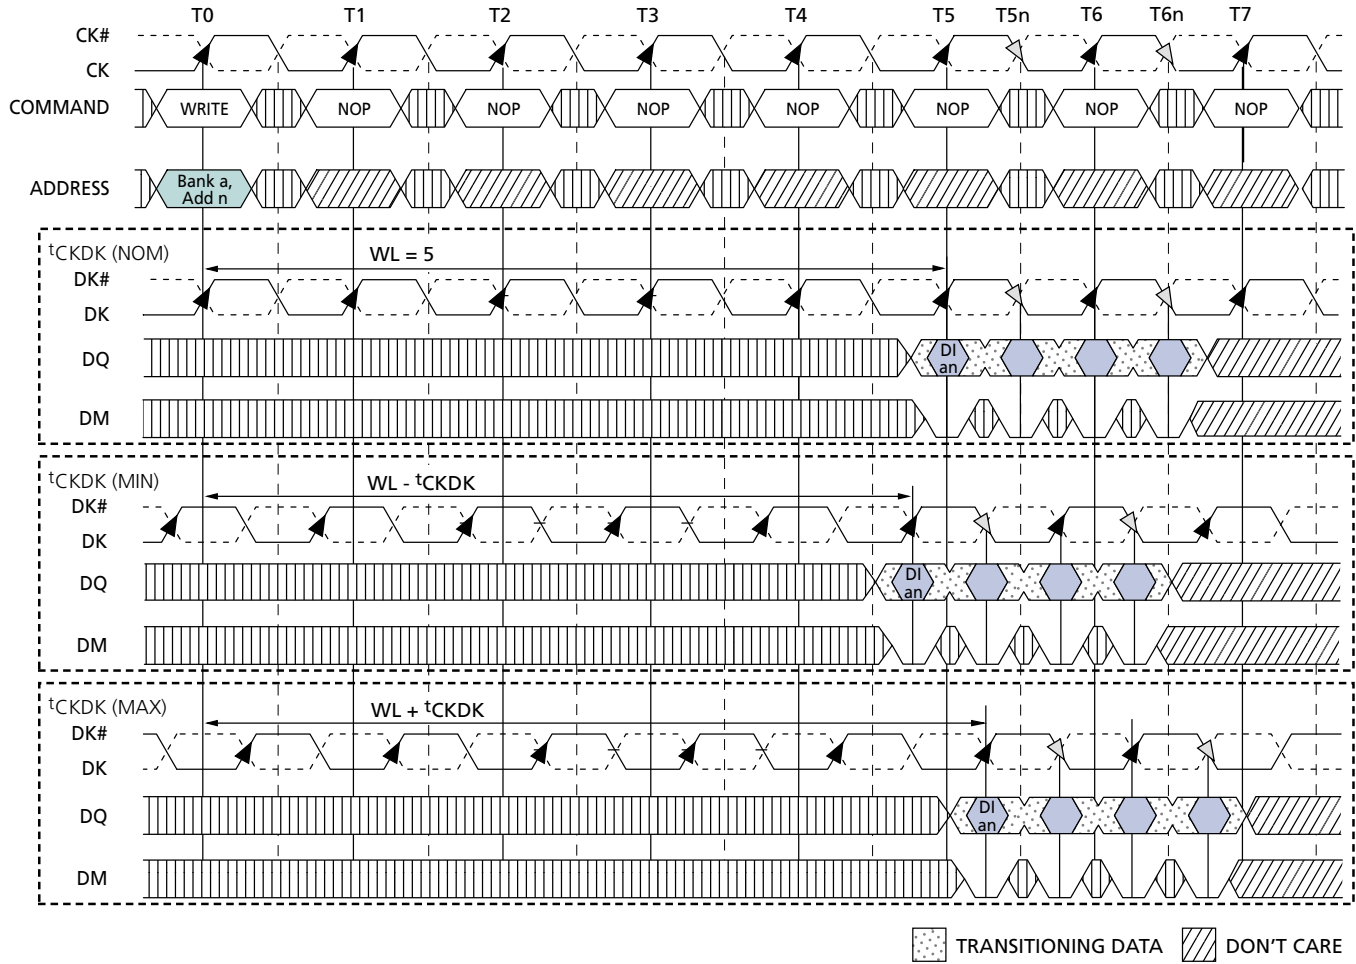 T0 T1 T2 T3 T4 T5 T5n T6 T6n T7
CK#
CK
COMMAND WRITE NOP NOP NOP NOP NOP NOP NOP
ADDRESS Bank a,
Add n
tCKDK (NOM)
WL = 5
DK#
DK
DQ DI
an
DM
tCKDK (MIN)
WL - tCKDK
DK#
DK
DQ DI
an
DM
tCKDK (MAX)
WL + tCKDK
DK#
DK
DQ DI
an
DM
TRANSITIONING DATA DON'T CARE